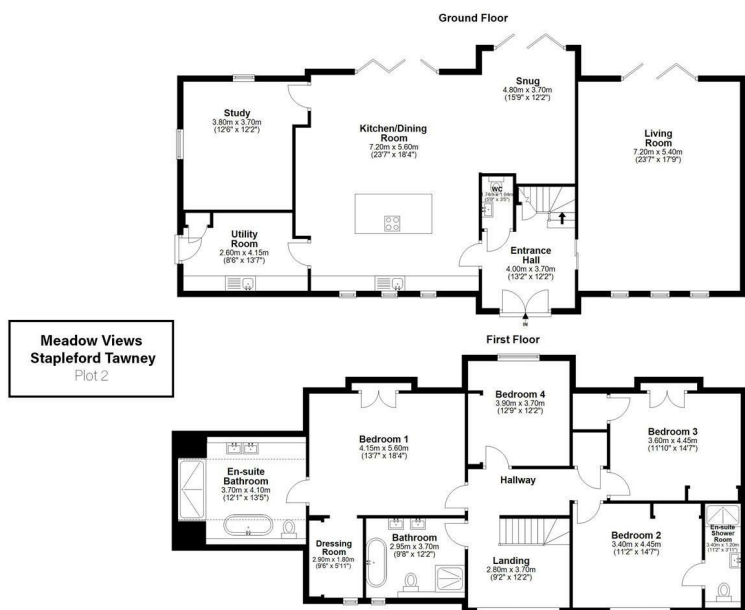 Ground Floor
Study
3.80m x 3.70m
(12'6" x 12'2")
Kitchen/Dining
Room
7.20m x 5.60m
(23'7" x 18'4")
Snug
4.80m x 3.70m
(15'9" x 12'2")
Living
Room
7.20m x 5.40m
(23'7" x 17'9")
WC
Utility
Room
2.60m x 4.15m
(8'6" x 13'7")
Entrance
Hall
4.00m x 3.70m
(13'2" x 12'2")
IN
Meadow Views
Stapleford Tawney
Plot 2
First Floor
Bedroom 4
3.90m x 3.70m
(12'9" x 12'2")
Bedroom 1
4.15m x 5.60m
(13'7" x 18'4")
Bedroom 3
3.60m x 4.45m
(11'10" x 14'7")
En-suite
Bathroom
3.70m x 4.10m
(12'1" x 13'5")
Hallway
Dressing
Room
2.90m x 1.80m
(9'6" x 5'11")
Bathroom
2.95m x 3.70m
(9'8" x 12'2")
Landing
2.80m x 3.70m
(9'2" x 12'2")
Bedroom 2
3.40m x 4.45m
(11'2" x 14'7")
En-suite
Shower
Room
3.40m x 1.20m
(11'2" x 3'11")